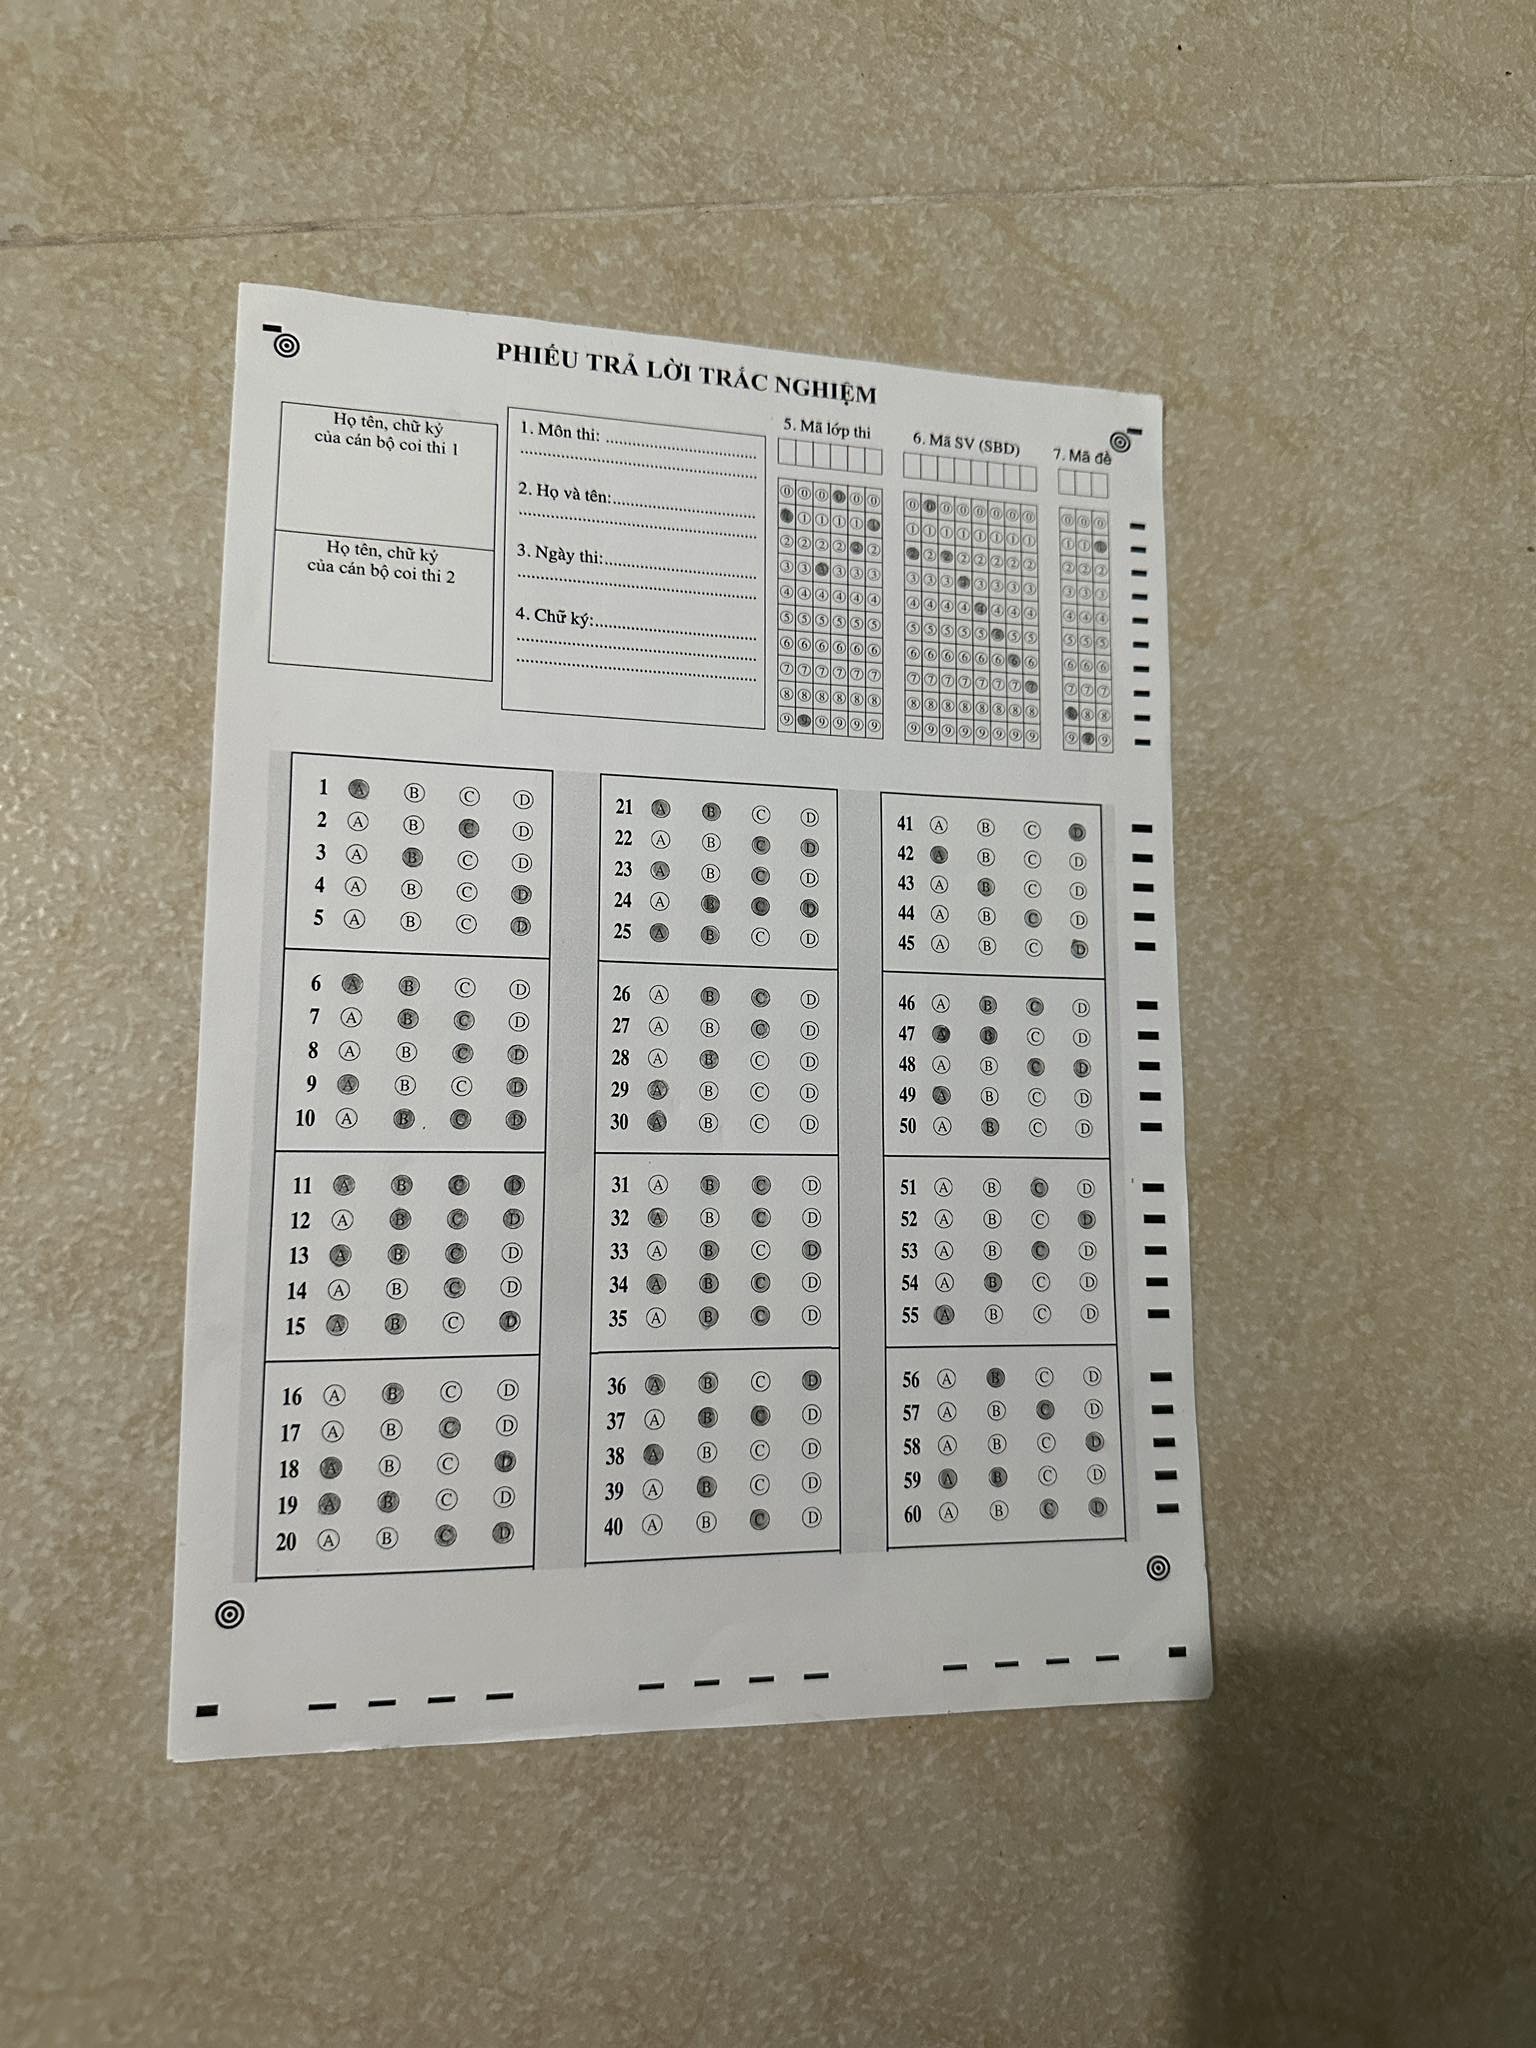 PHIẾU TRẢ LỜI TRẮC NGHIỆM
Họ tên, chữ ký
của cán bộ coi thi 1
Họ tên, chữ ký
của cán bộ coi thi 2
1. Môn thi: ..............................
2. Họ và tên:..............................
3. Ngày thi:..............................
4. Chữ ký:..............................
5. Mã lớp thi
0 0 0 0 0 0
1 1 1 1 1 1
2 2 2 2 2 2
3 3 3 3 3 3
4 4 4 4 4 4
5 5 5 5 5 5
6 6 6 6 6 6
7 7 7 7 7 7
8 8 8 8 8 8
9 9 9 9 9 9
6. Mã SV (SBD)
0 0 0 0 0 0 0 0
1 1 1 1 1 1 1 1
2 2 2 2 2 2 2 2
3 3 3 3 3 3 3 3
4 4 4 4 4 4 4 4
5 5 5 5 5 5 5 5
6 6 6 6 6 6 6 6
7 7 7 7 7 7 7 7
8 8 8 8 8 8 8 8
9 9 9 9 9 9 9 9
7. Mã đề
0 0 0
1 1 1
2 2 2
3 3 3
4 4 4
5 5 5
6 6 6
7 7 7
8 8 8
9 9 9
1 A B C D
2 A B C D
3 A B C D
4 A B C D
5 A B C D
6 A B C D
7 A B C D
8 A B C D
9 A B C D
10 A B C D
11 A B C D
12 A B C D
13 A B C D
14 A B C D
15 A B C D
16 A B C D
17 A B C D
18 A B C D
19 A B C D
20 A B C D
21 A B C D
22 A B C D
23 A B C D
24 A B C D
25 A B C D
26 A B C D
27 A B C D
28 A B C D
29 A B C D
30 A B C D
31 A B C D
32 A B C D
33 A B C D
34 A B C D
35 A B C D
36 A B C D
37 A B C D
38 A B C D
39 A B C D
40 A B C D
41 A B C D
42 A B C D
43 A B C D
44 A B C D
45 A B C D
46 A B C D
47 A B C D
48 A B C D
49 A B C D
50 A B C D
51 A B C D
52 A B C D
53 A B C D
54 A B C D
55 A B C D
56 A B C D
57 A B C D
58 A B C D
59 A B C D
60 A B C D